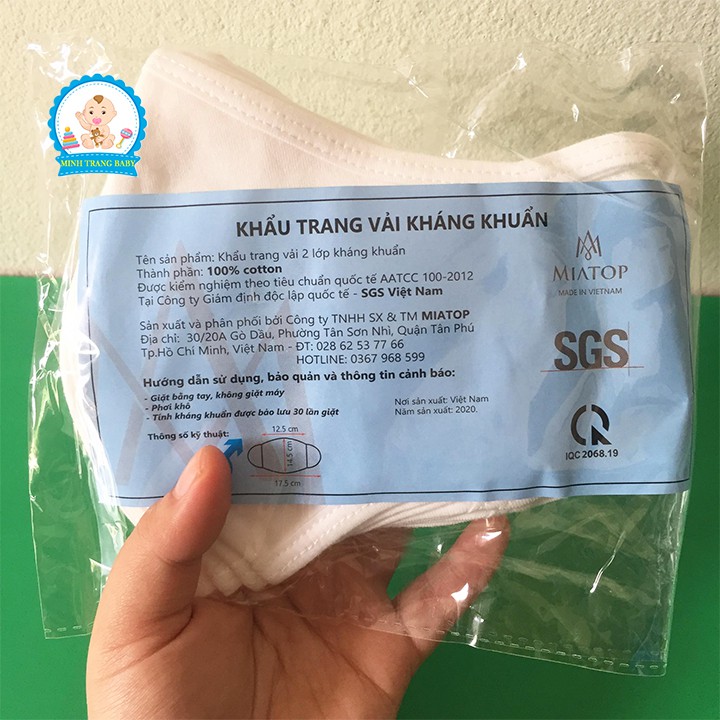 MINH TRANG BABY
KHẨU TRANG VẢI KHÁNG KHUẨN
Tên sản phẩm: Khẩu trang vải 2 lớp kháng khuẩn
Thành phần: 100% cotton
Được kiểm nghiệm theo tiêu chuẩn quốc tế AATCC 100-2012
Tại Công ty Giám định độc lập quốc tế - SGS Việt Nam
Sản xuất và phân phối bởi Công ty TNHH SX & TM MIATOP
Địa chỉ: 30/20A Gò Dầu, Phường Tân Sơn Nhì, Quận Tân Phú
Tp.Hồ Chí Minh, Việt Nam - ĐT: 028 62 53 77 66
HOTLINE: 0367 968 599
Hướng dẫn sử dụng, bảo quản và thông tin cảnh báo:
- Giặt bằng tay, không giặt máy
- Phơi khô
- Tính kháng khuẩn được bảo lưu 30 lần giặt
Nơi sản xuất: Việt Nam
Năm sản xuất: 2020.
Thông số kỹ thuật:
12.5 cm
14.5 cm
17.5 cm
MIATOP
MADE IN VIETNAM
SGS
IQC 2068.19